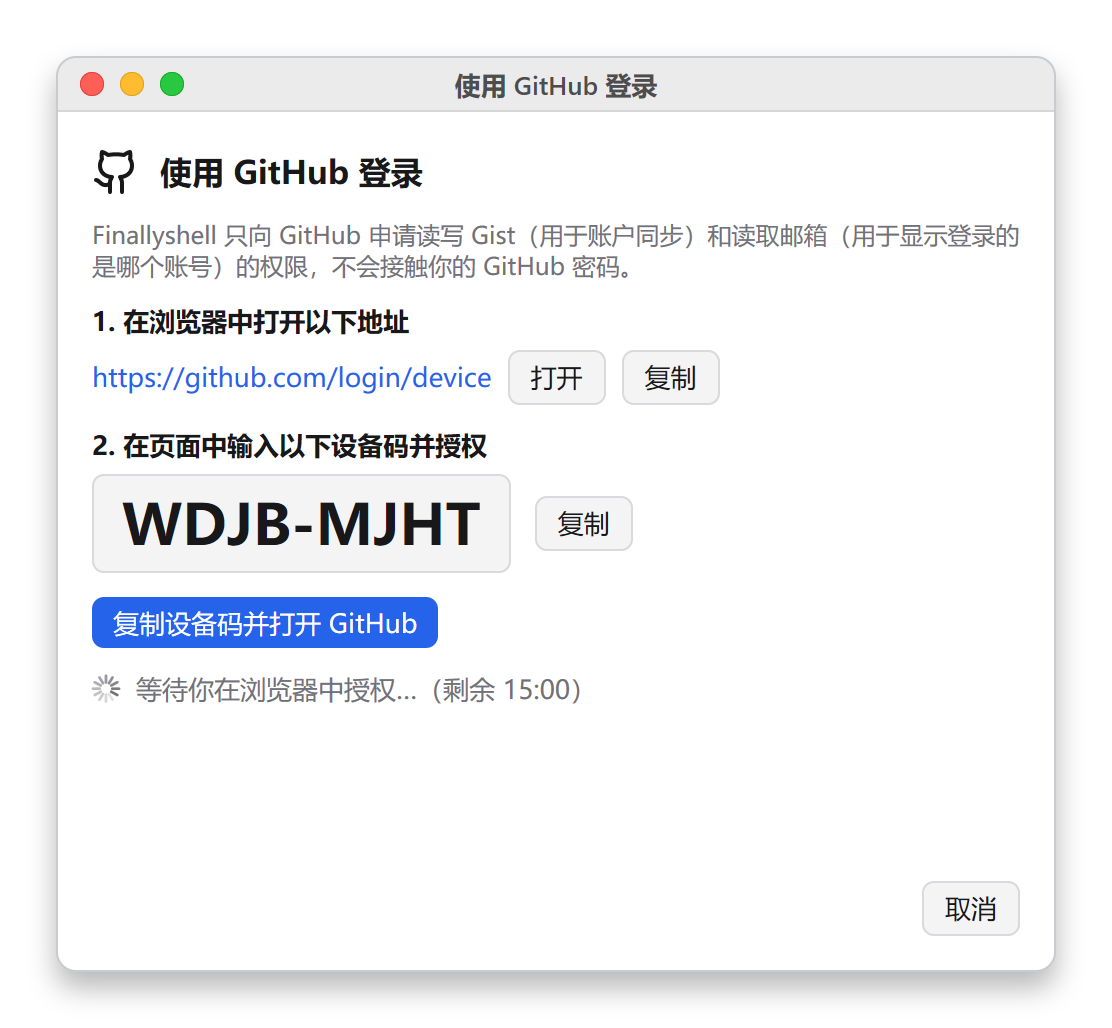 使用 GitHub 登录
使用 GitHub 登录
Finallyshell 只向 GitHub 申请读写 Gist（用于账户同步）和读取邮箱（用于显示登录的
是哪个账号）的权限，不会接触你的 GitHub 密码。
1. 在浏览器中打开以下地址
https://github.com/login/device 打开 复制
2. 在页面中输入以下设备码并授权
WDJB-MJHT 复制
复制设备码并打开 GitHub
等待你在浏览器中授权...（剩余 15:00）
取消